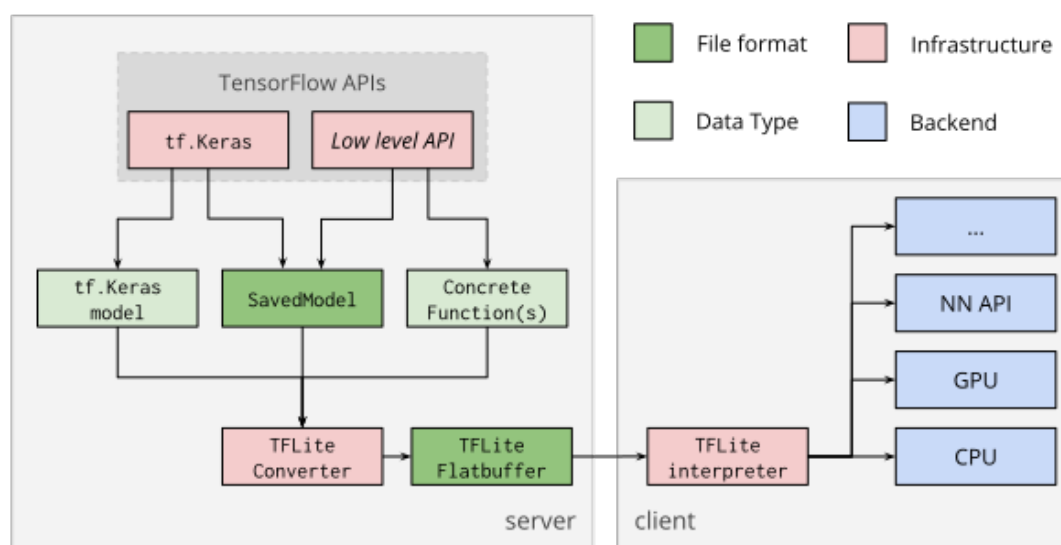 TensorFlow APIs
tf.Keras
Low level API
tf.Keras
model
SavedModel
Concrete
Function(s)
TFLite
Converter
TFLite
Flatbuffer
server
File format
Infrastructure
Data Type
Backend
TFLite
interpreter
...
NN API
GPU
CPU
client